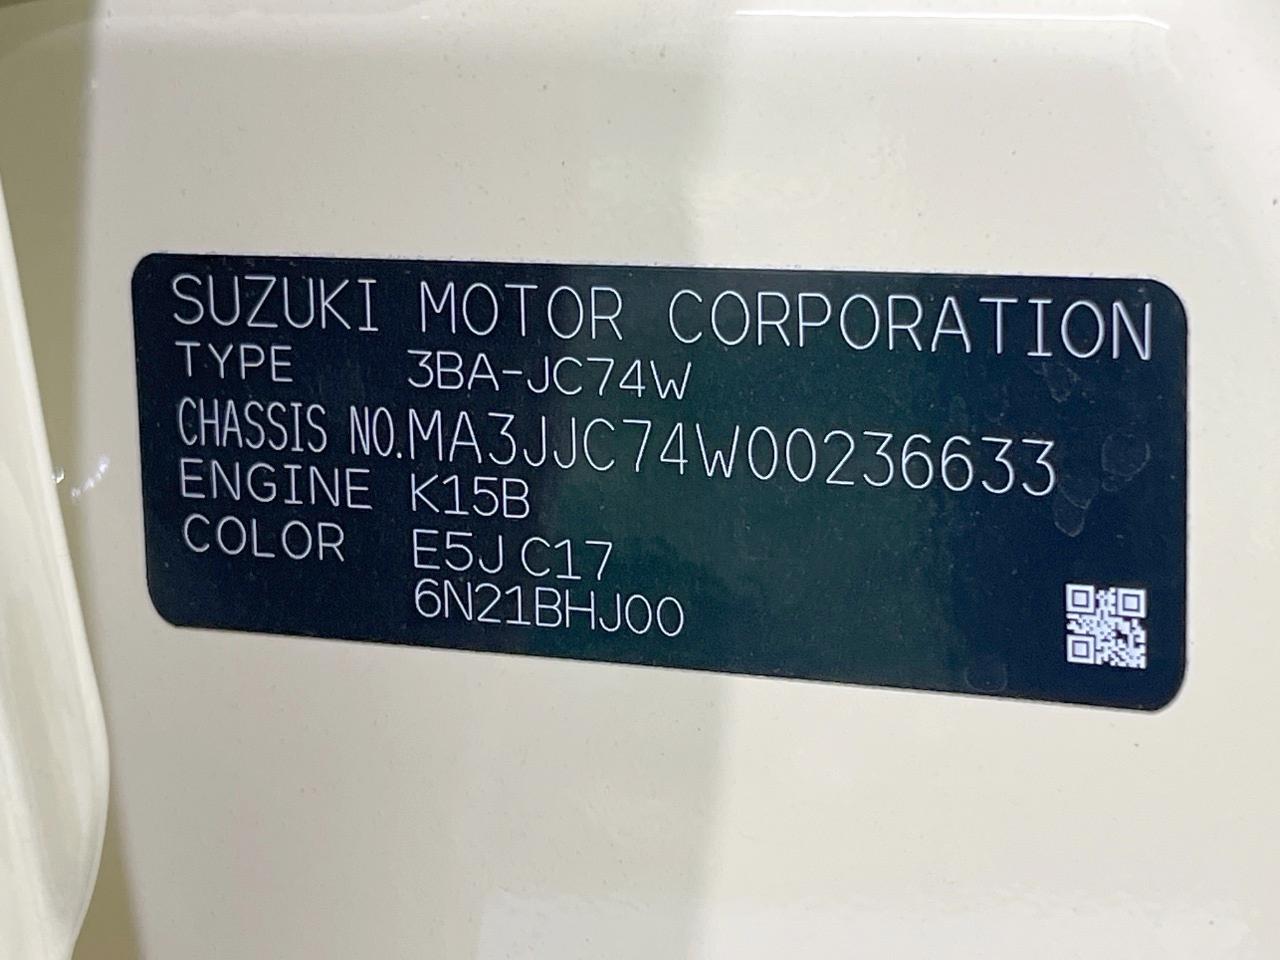 SUZUKI MOTOR CORPORATION
TYPE 3BA-JC74W
CHASSIS NO.MA3JJC74W00236633
ENGINE K15B
COLOR E5J C17
6N21BHJ00